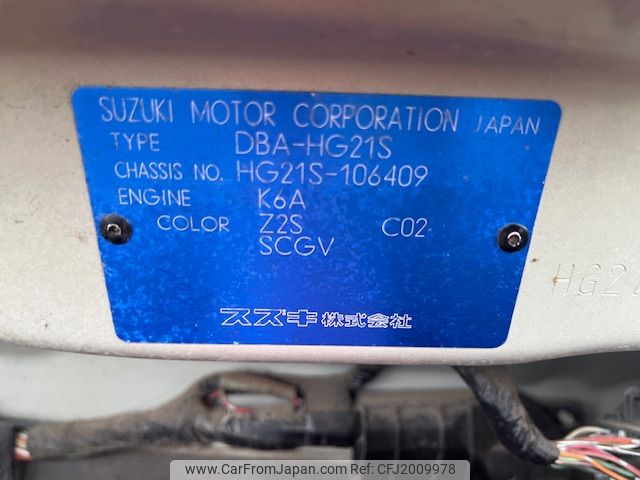 SUZUKI MOTOR CORPORATION JAPAN
TYPE DBA-HG21S
CHASSIS NO. HG21S-106409
ENGINE K6A
COLOR Z2S C02
SCGV
スズキ株式会社
HG2
www.CarFromJapan.com | Ref:CFJ2009978